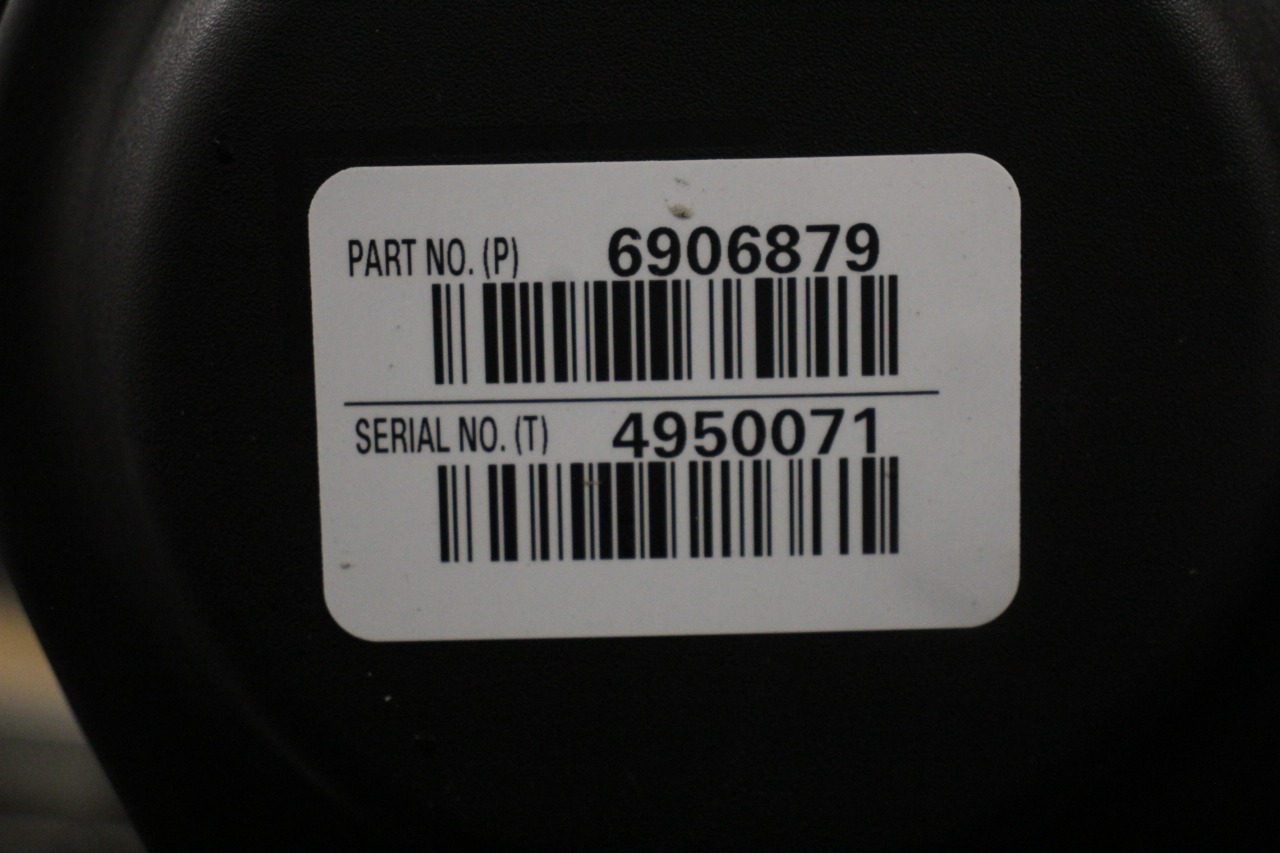 PART NO. (P) 6906879
SERIAL NO. (T) 4950071